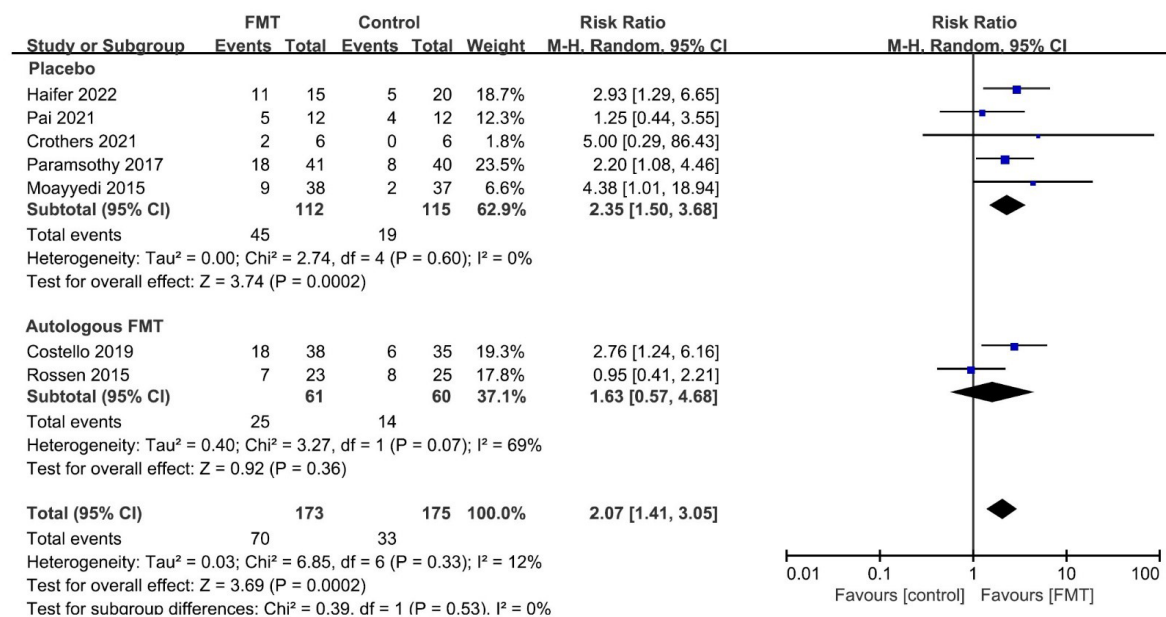 FMT Control Risk Ratio Risk Ratio
Study or Subgroup Events Total Events Total Weight M-H. Random. 95% CI M-H. Random. 95% CI
Placebo
Haifer 2022 11 15 5 20 18.7% 2.93 [1.29, 6.65]
Pai 2021 5 12 4 12 12.3% 1.25 [0.44, 3.55]
Crothers 2021 2 6 0 6 1.8% 5.00 [0.29, 86.43]
Paramsothy 2017 18 41 8 40 23.5% 2.20 [1.08, 4.46]
Moayyedi 2015 9 38 2 37 6.6% 4.38 [1.01, 18.94]
Subtotal (95% CI) 112 115 62.9% 2.35 [1.50, 3.68]
Total events 45 19
Heterogeneity: Tau² = 0.00; Chi² = 2.74, df = 4 (P = 0.60); I² = 0%
Test for overall effect: Z = 3.74 (P = 0.0002)
Autologous FMT
Costello 2019 18 38 6 35 19.3% 2.76 [1.24, 6.16]
Rossen 2015 7 23 8 25 17.8% 0.95 [0.41, 2.21]
Subtotal (95% CI) 61 60 37.1% 1.63 [0.57, 4.68]
Total events 25 14
Heterogeneity: Tau² = 0.40; Chi² = 3.27, df = 1 (P = 0.07); I² = 69%
Test for overall effect: Z = 0.92 (P = 0.36)
Total (95% CI) 173 175 100.0% 2.07 [1.41, 3.05]
Total events 70 33
Heterogeneity: Tau² = 0.03; Chi² = 6.85, df = 6 (P = 0.33); I² = 12%
Test for overall effect: Z = 3.69 (P = 0.0002)
Test for subgroup differences: Chi² = 0.39. df = 1 (P = 0.53). I² = 0%
0.01 0.1 1 10 100
Favours [control] Favours [FMT]